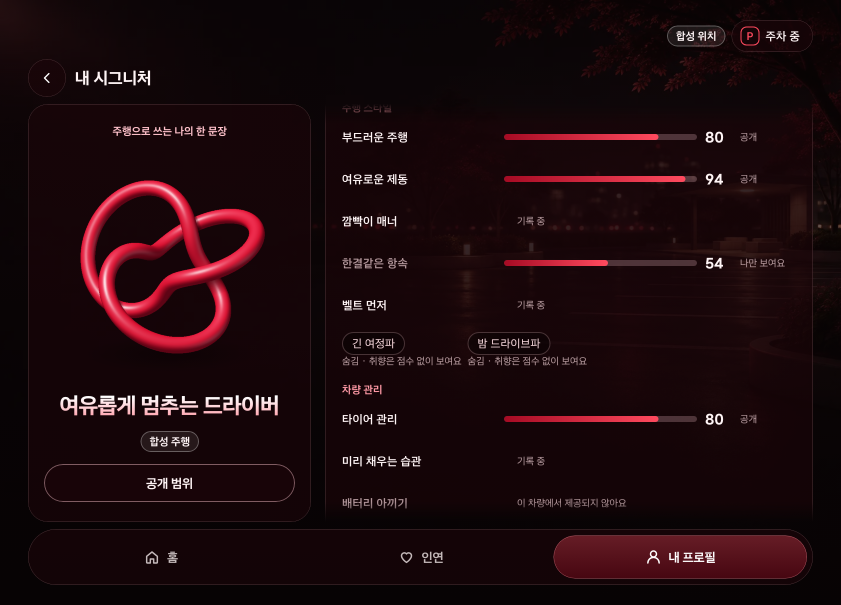 합성 위치
P 주차 중
내 시그니처
주행으로 쓰는 나의 한 문장
여유롭게 멈추는 드라이버
합성 주행
공개 범위
주행 스타일
부드러운 주행 80 공개
여유로운 제동 94 공개
깜빡이 매너 기록 중
한결같은 항속 54 나만 보여요
벨트 먼저 기록 중
긴 여정파 밤 드라이브파
숨김 · 취향은 점수 없이 보여요 숨김 · 취향은 점수 없이 보여요
차량 관리
타이어 관리 80 공개
미리 채우는 습관 기록 중
배터리 아끼기 이 차량에서 제공되지 않아요
홈 인연 내 프로필